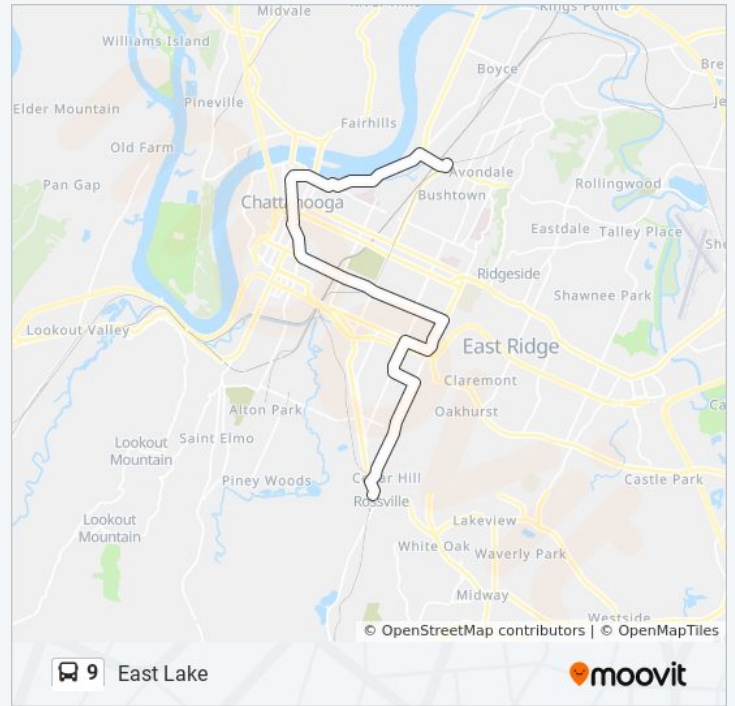 Midvale
Kings Point
Williams Island
Boyce
Pineville
Elder Mountain
Fairhills
Old Farm
Avondale
Pan Gap
Bushtown
Rollingwood
Chattanooga
Eastdale
Talley Place
Ridgeside
Shawnee Park
Lookout Valley
East Ridge
Claremont
Alton Park
Oakhurst
Lookout
Mountain
Saint Elmo
Piney Woods
Castle Park
Rossville
Lookout
Mountain
Lakeview
White Oak
Waverly Park
Midway
Westside
© OpenStreetMap contributors | © OpenMapTiles
9 East Lake
moovit